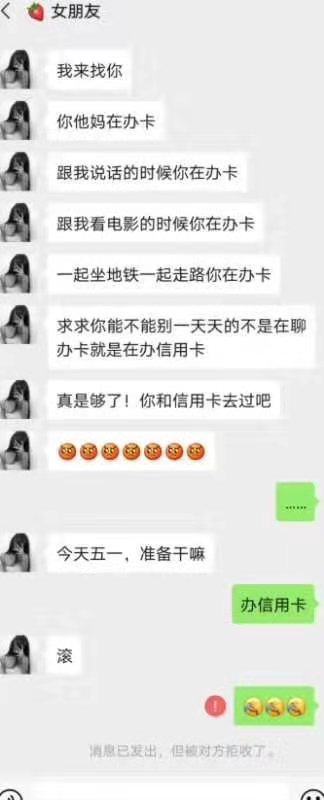 女朋友
我来找你
你他妈在办卡
跟我说话的时候你在办卡
跟我看电影的时候你在办卡
一起坐地铁一起走路你在办卡
求求你能不能别一天天的不是在聊
办卡就是在办信用卡
真是够了！你和信用卡去过吧
……
今天五一，准备干嘛
办信用卡
滚
消息已发出，但被对方拒收了。